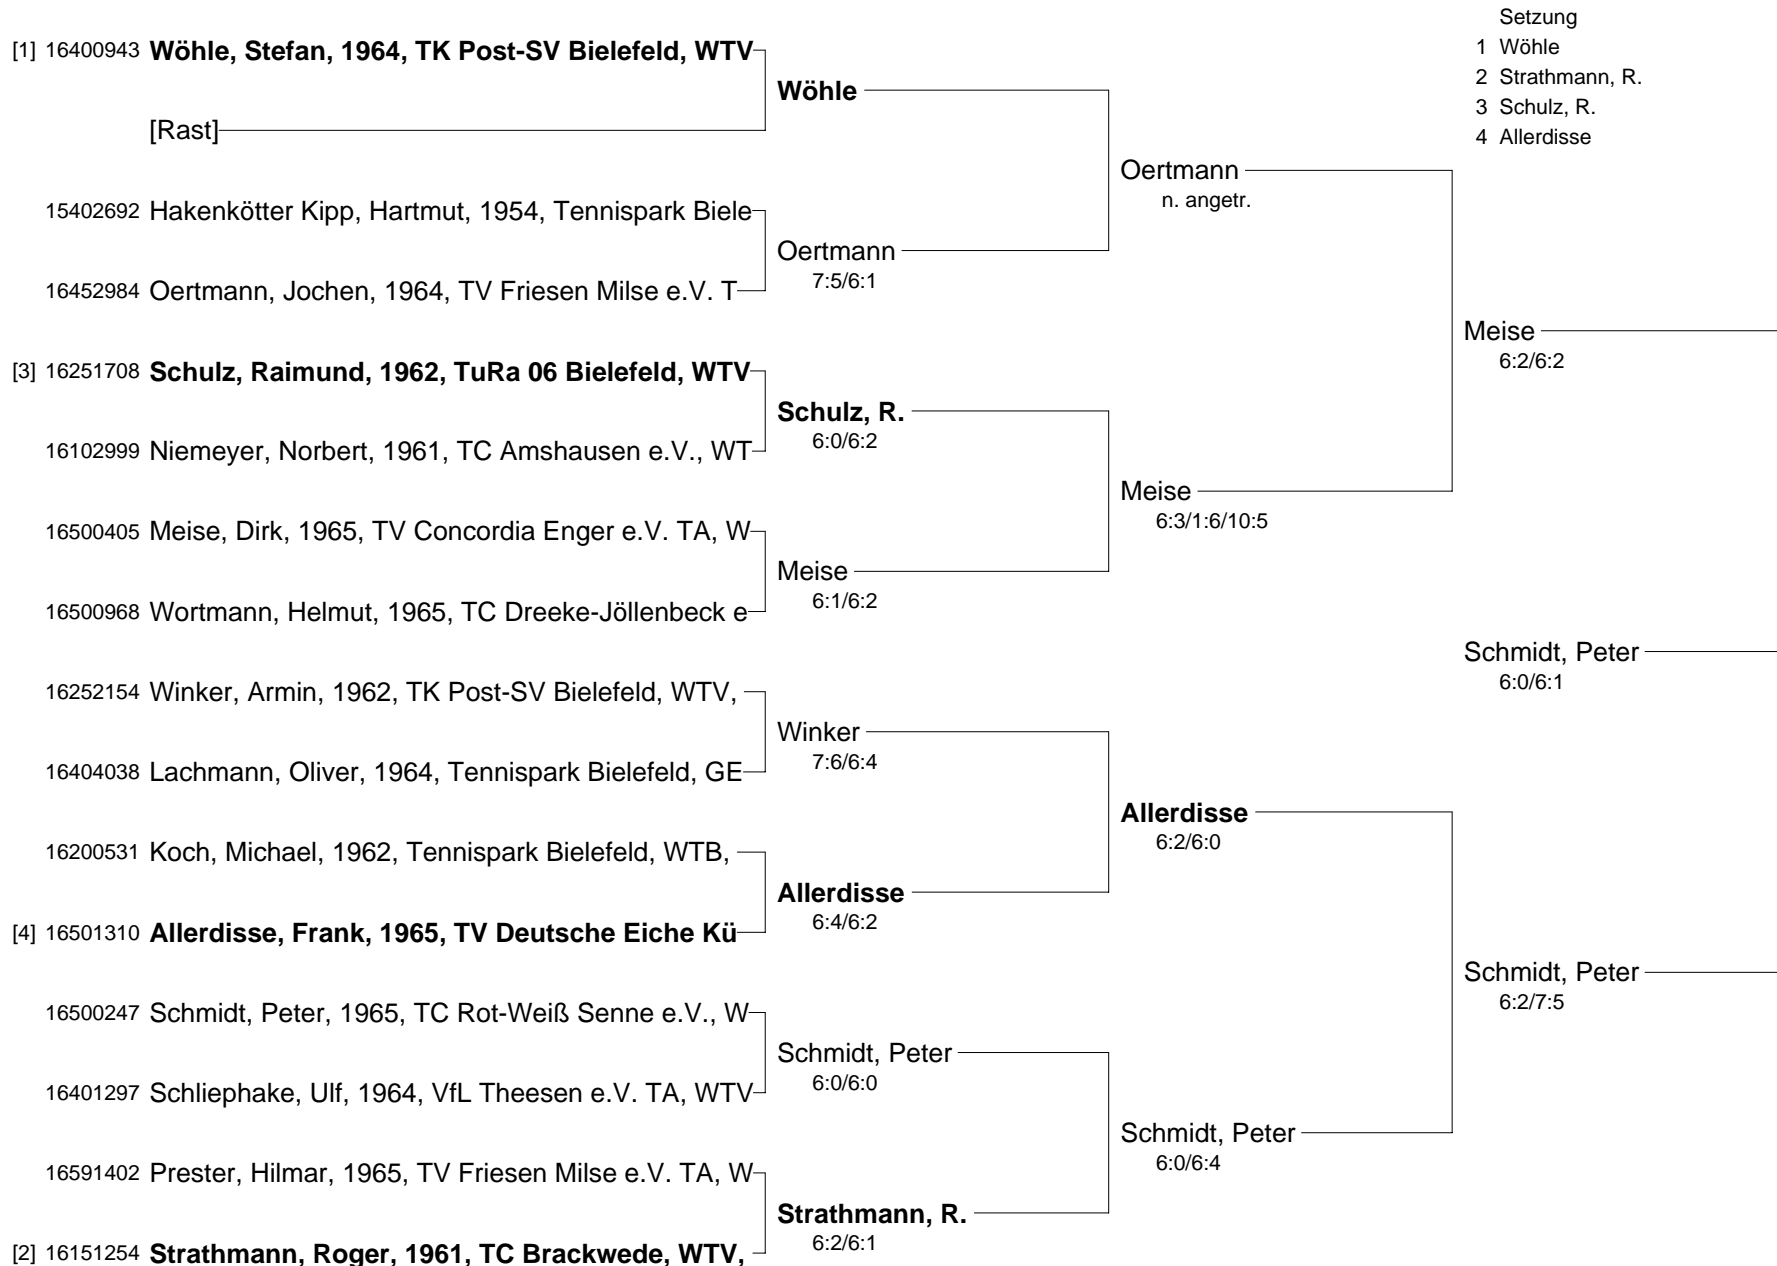 Setzung
1 Wöhle
2 Strathmann, R.
3 Schulz, R.
4 Allerdisse
[1] 16400943 Wöhle, Stefan, 1964, TK Post-SV Bielefeld, WTV
[Rast]
15402692 Hakenkötter Kipp, Hartmut, 1954, Tennispark Biele
16452984 Oertmann, Jochen, 1964, TV Friesen Milse e.V. T
[3] 16251708 Schulz, Raimund, 1962, TuRa 06 Bielefeld, WTV
16102999 Niemeyer, Norbert, 1961, TC Amshausen e.V., WT
16500405 Meise, Dirk, 1965, TV Concordia Enger e.V. TA, W
16500968 Wortmann, Helmut, 1965, TC Dreeke-Jöllenbeck e
16252154 Winker, Armin, 1962, TK Post-SV Bielefeld, WTV,
16404038 Lachmann, Oliver, 1964, Tennispark Bielefeld, GE
16200531 Koch, Michael, 1962, Tennispark Bielefeld, WTB,
[4] 16501310 Allerdisse, Frank, 1965, TV Deutsche Eiche Kü
16500247 Schmidt, Peter, 1965, TC Rot-Weiß Senne e.V., W
16401297 Schliephake, Ulf, 1964, VfL Theesen e.V. TA, WTV
16591402 Prester, Hilmar, 1965, TV Friesen Milse e.V. TA, W
[2] 16151254 Strathmann, Roger, 1961, TC Brackwede, WTV,
Wöhle
Oertmann
7:5/6:1
Schulz, R.
6:0/6:2
Meise
6:1/6:2
Winker
7:6/6:4
Allerdisse
6:4/6:2
Schmidt, Peter
6:0/6:0
Strathmann, R.
6:2/6:1
Oertmann
n. angetr.
Meise
6:3/1:6/10:5
Allerdisse
6:2/6:0
Schmidt, Peter
6:0/6:4
Meise
6:2/6:2
Schmidt, Peter
6:0/6:1
Schmidt, Peter
6:2/7:5